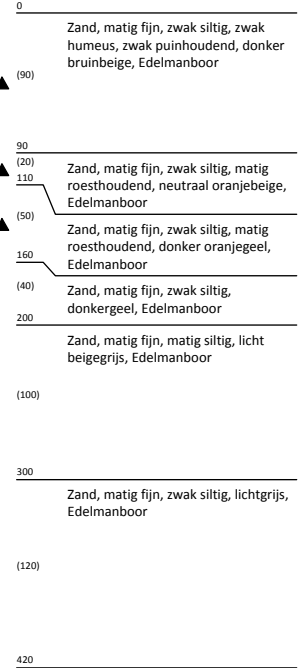 0
Zand, matig fijn, zwak siltig, zwak
humeus, zwak puinhoudend, donker
bruinbeige, Edelmanboor
(90)
90
(20)
Zand, matig fijn, zwak siltig, matig
roesthoudend, neutraal oranjebeige,
Edelmanboor
110
(50)
Zand, matig fijn, zwak siltig, matig
roesthoudend, donker oranjegeel,
Edelmanboor
160
(40)
Zand, matig fijn, zwak siltig,
donkergeel, Edelmanboor
200
Zand, matig fijn, matig siltig, licht
beigegrijs, Edelmanboor
(100)
300
Zand, matig fijn, zwak siltig, lichtgrijs,
Edelmanboor
(120)
420